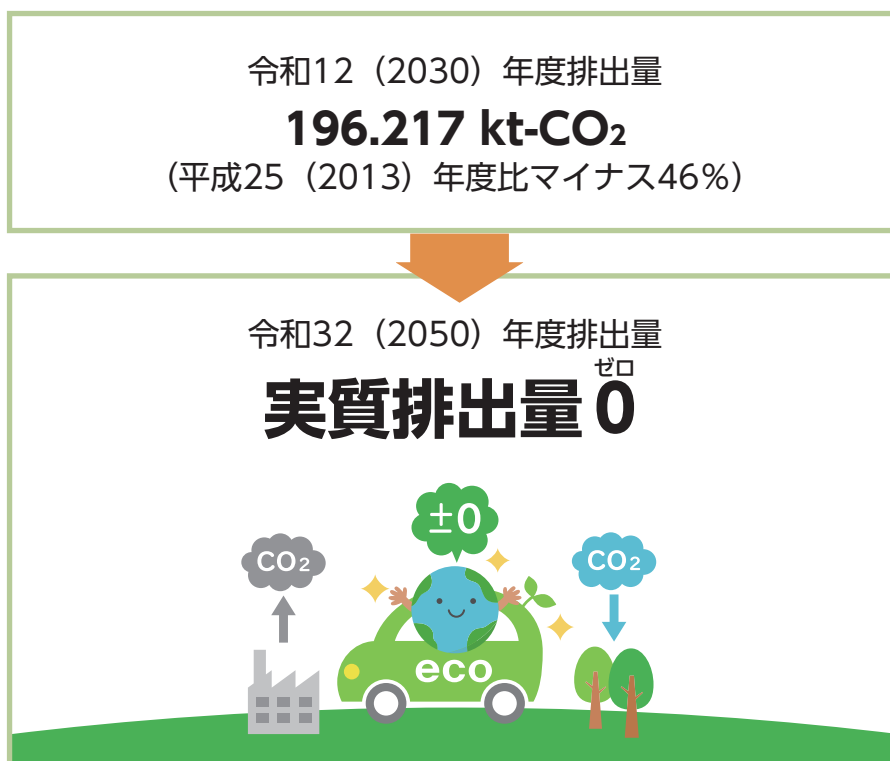 令和12（2030）年度排出量
196.217 kt-CO₂
（平成25（2013）年度比マイナス46%）
令和32（2050）年度排出量
ゼロ
実質排出量0
±0
CO₂
CO₂
eco